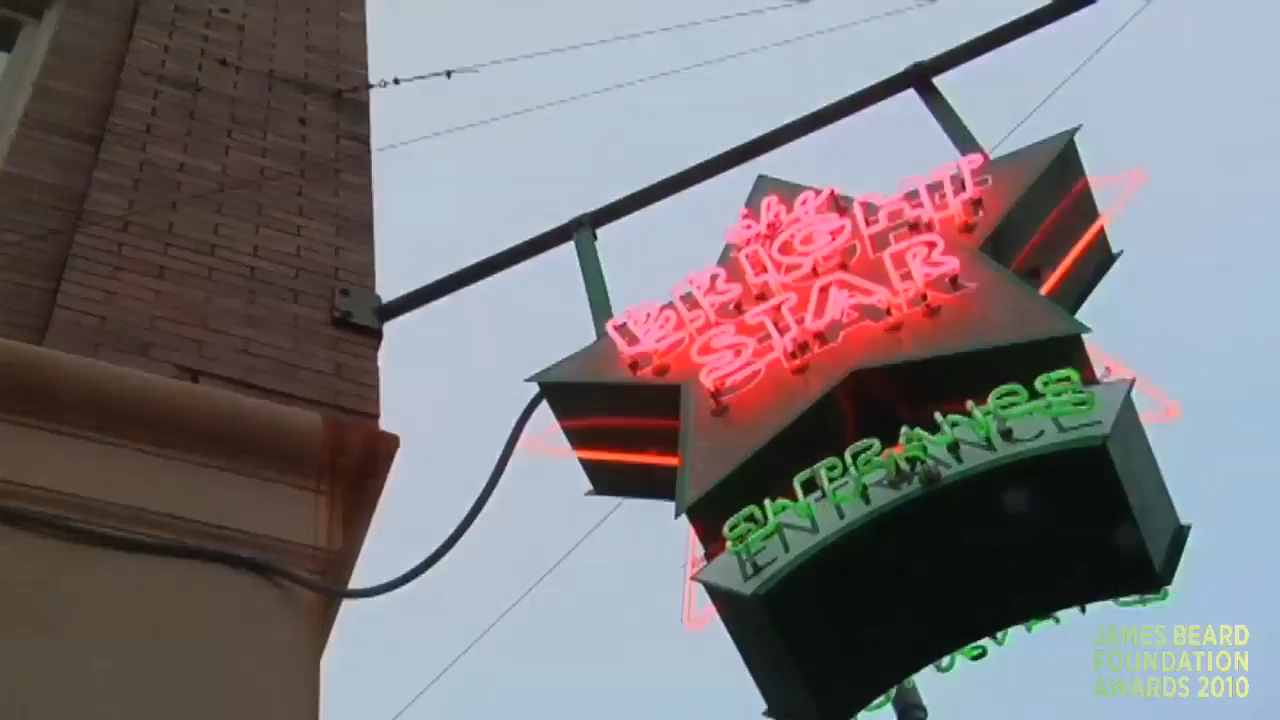 the
BRIGHT
STAR
ENTRANCE
JAMES BEARD
FOUNDATION
AWARDS 2010